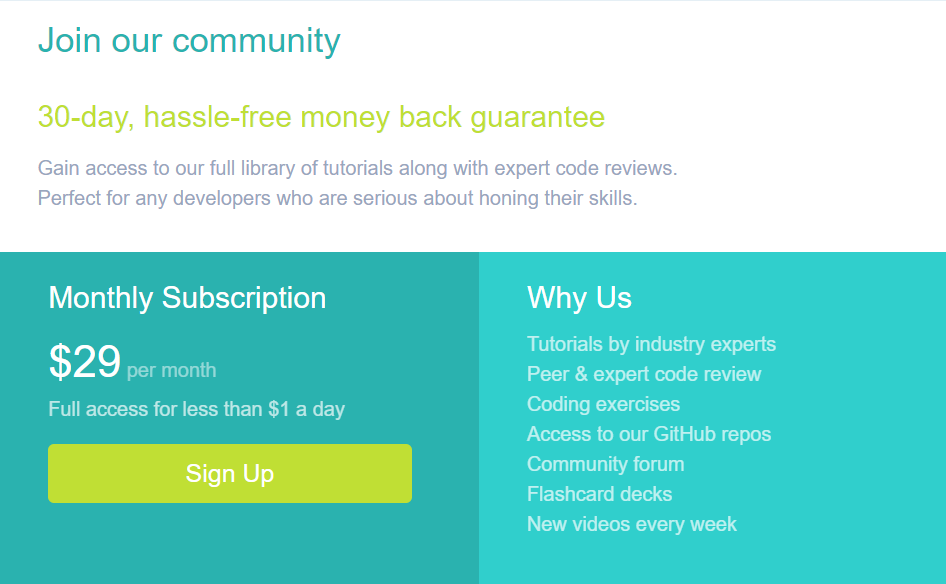 Join our community
30-day, hassle-free money back guarantee
Gain access to our full library of tutorials along with expert code reviews.
Perfect for any developers who are serious about honing their skills.
Monthly Subscription
$29 per month
Full access for less than $1 a day
Sign Up
Why Us
Tutorials by industry experts
Peer & expert code review
Coding exercises
Access to our GitHub repos
Community forum
Flashcard decks
New videos every week